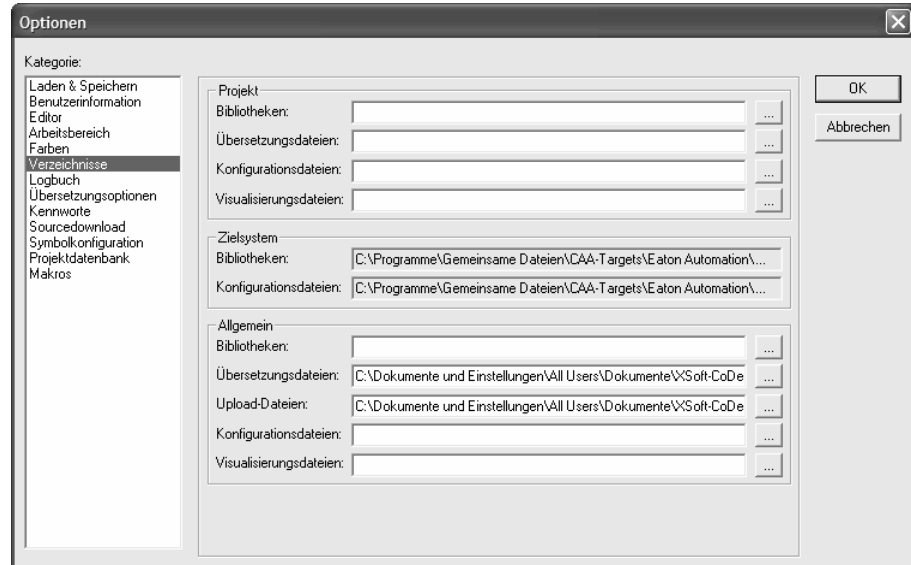 Optionen
Kategorie:
Laden & Speichern
Benutzerinformation
Editor
Arbeitsbereich
Farben
Verzeichnisse
Logbuch
Übersetzungsoptionen
Kennworte
Sourcedownload
Symbolkonfiguration
Projektdatenbank
Makros
Projekt
Bibliotheken: ...
Übersetzungsdateien: ...
Konfigurationsdateien: ...
Visualisierungsdateien: ...
Zielsystem
Bibliotheken: C:\Programme\Gemeinsame Dateien\CAA-Targets\Eaton Automation\...
Konfigurationsdateien: C:\Programme\Gemeinsame Dateien\CAA-Targets\Eaton Automation\...
Allgemein
Bibliotheken: ...
Übersetzungsdateien: C:\Dokumente und Einstellungen\All Users\Dokumente\XSoft-CoDe ...
Upload-Dateien: C:\Dokumente und Einstellungen\All Users\Dokumente\XSoft-CoDe ...
Konfigurationsdateien: ...
Visualisierungsdateien: ...
OK
Abbrechen